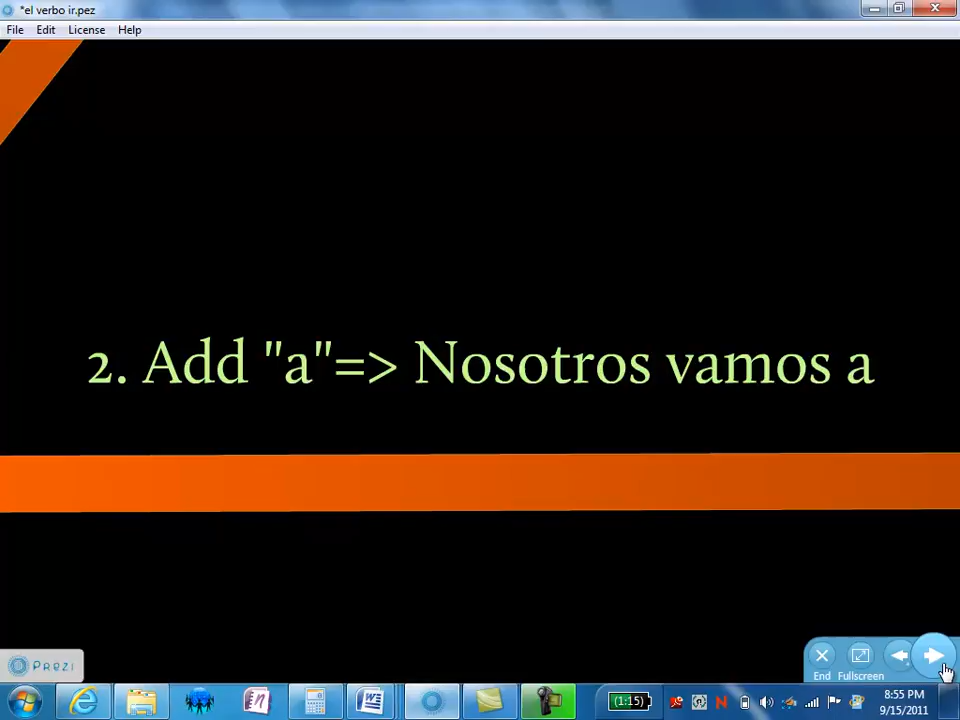 *el verbo ir.pez
File Edit License Help
2. Add "a"=> Nosotros vamos a
Prezi
End Fullscreen
(1:15)
8:55 PM
9/15/2011